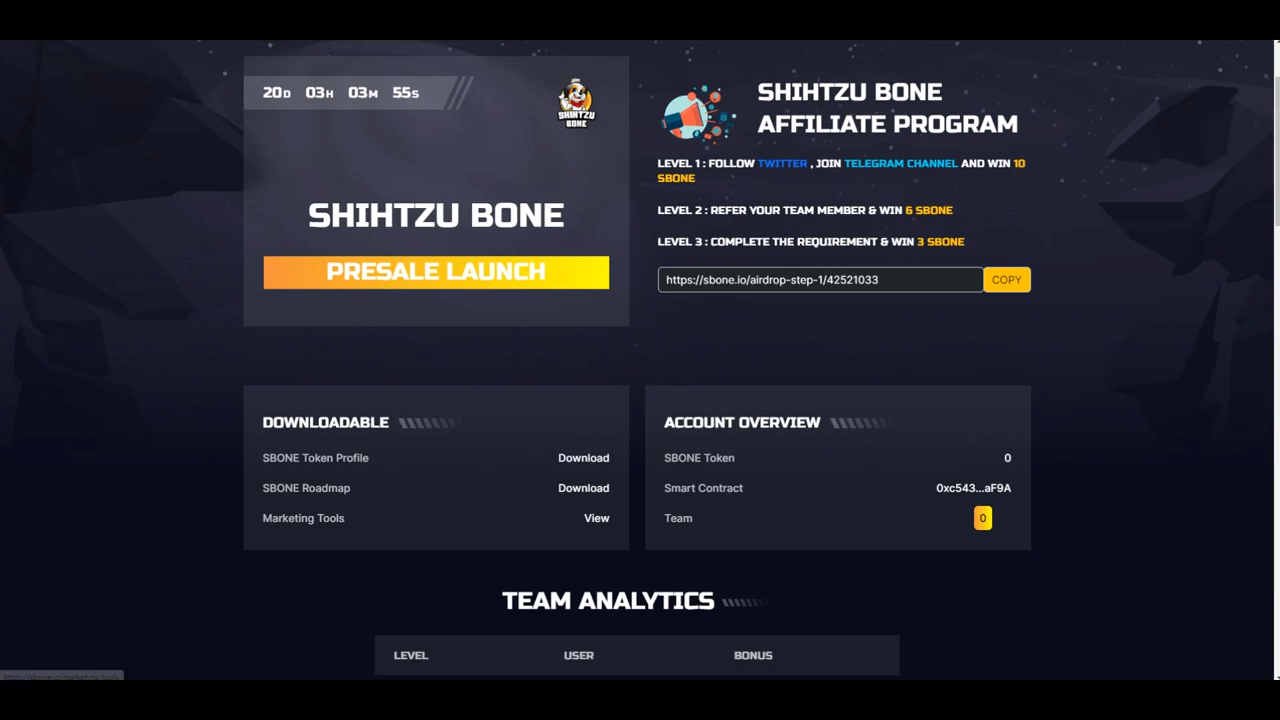 20D 03H 03M 55S
SHIHTZU
BONE
SHIHTZU BONE
PRESALE LAUNCH
SHIHTZU BONE
AFFILIATE PROGRAM
LEVEL 1 : FOLLOW TWITTER , JOIN TELEGRAM CHANNEL AND WIN 10
SBONE
LEVEL 2 : REFER YOUR TEAM MEMBER & WIN 6 SBONE
LEVEL 3 : COMPLETE THE REQUIREMENT & WIN 3 SBONE
https://sbone.io/airdrop-step-1/42521033 COPY
DOWNLOADABLE
SBONE Token Profile Download
SBONE Roadmap Download
Marketing Tools View
ACCOUNT OVERVIEW
SBONE Token 0
Smart Contract 0xc543...aF9A
Team 0
TEAM ANALYTICS
LEVEL USER BONUS